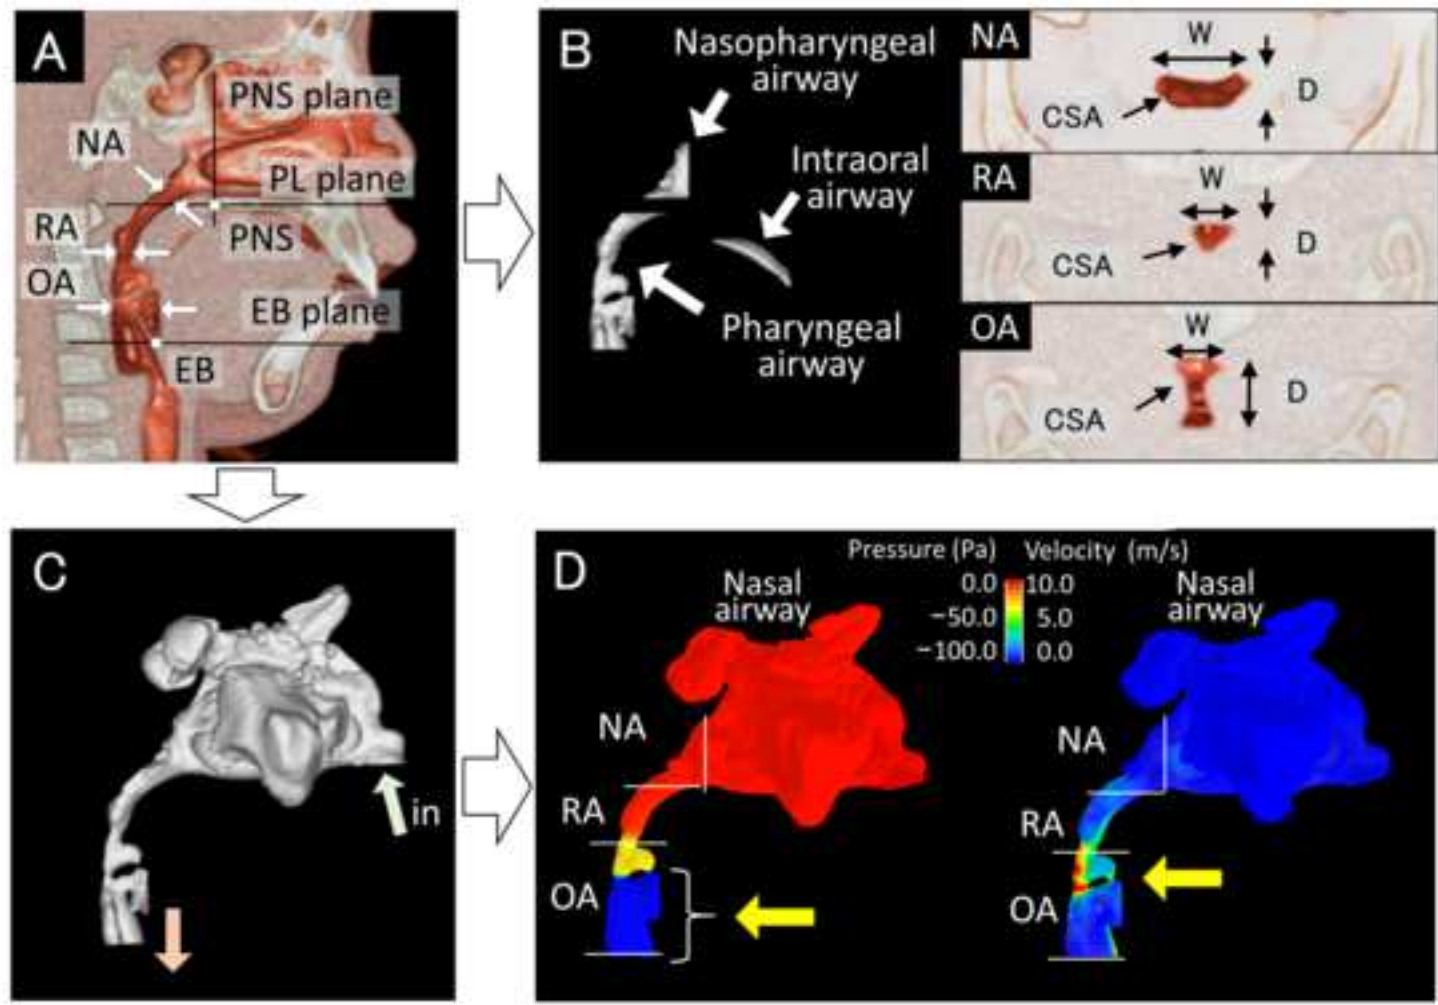 A
PNS plane
NA
PL plane
RA
PNS
OA
EB plane
EB
B
Nasopharyngeal
airway
Intraoral
airway
Pharyngeal
airway
NA
W
D
CSA
RA
W
D
CSA
OA
W
D
CSA
C
in
D
Pressure (Pa) Velocity (m/s)
0.0 10.0
−50.0 5.0
−100.0 0.0
Nasal
airway
Nasal
airway
NA
RA
OA
NA
RA
OA